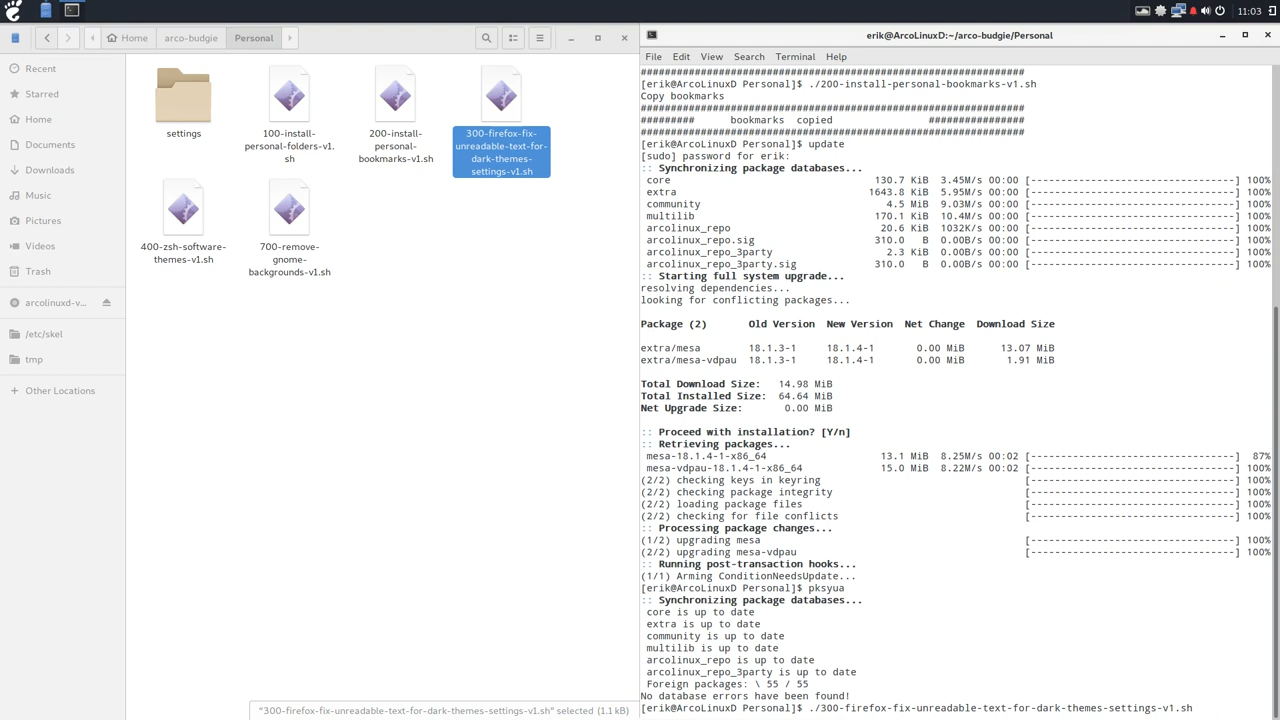 11:03
Home
arco-budgie
Personal
erik@ArcoLinuxD:~/arco-budgie/Personal
Recent
Starred
Home
Documents
Downloads
Music
Pictures
Videos
Trash
arcolinuxd-v...
/etc/skel
tmp
Other Locations
settings
100-install-
personal-folders-v1.
sh
200-install-
personal-
bookmarks-v1.sh
300-firefox-fix-
unreadable-text-for-
dark-themes-
settings-v1.sh
400-zsh-software-
themes-v1.sh
700-remove-
gnome-
backgrounds-v1.sh
"300-firefox-fix-unreadable-text-for-dark-themes-settings-v1.sh" selected (1.1 kB)
File Edit View Search Terminal Help
################################################################
[erik@ArcoLinuxD Personal]$ ./200-install-personal-bookmarks-v1.sh
Copy bookmarks
################################################################
######### bookmarks copied ################
################################################################
[erik@ArcoLinuxD Personal]$ update
[sudo] password for erik:
:: Synchronizing package databases...
core 130.7 KiB 3.45M/s 00:00 [----------------------------------] 100%
extra 1643.8 KiB 5.95M/s 00:00 [----------------------------------] 100%
community 4.5 MiB 9.03M/s 00:00 [----------------------------------] 100%
multilib 170.1 KiB 10.4M/s 00:00 [----------------------------------] 100%
arcolinux_repo 20.6 KiB 1032K/s 00:00 [----------------------------------] 100%
arcolinux_repo.sig 310.0 B 0.00B/s 00:00 [----------------------------------] 100%
arcolinux_repo_3party 2.3 KiB 0.00B/s 00:00 [----------------------------------] 100%
arcolinux_repo_3party.sig 310.0 B 0.00B/s 00:00 [----------------------------------] 100%
:: Starting full system upgrade...
resolving dependencies...
looking for conflicting packages...
Package (2) Old Version New Version Net Change Download Size
extra/mesa 18.1.3-1 18.1.4-1 0.00 MiB 13.07 MiB
extra/mesa-vdpau 18.1.3-1 18.1.4-1 0.00 MiB 1.91 MiB
Total Download Size: 14.98 MiB
Total Installed Size: 64.64 MiB
Net Upgrade Size: 0.00 MiB
:: Proceed with installation? [Y/n]
:: Retrieving packages...
mesa-18.1.4-1-x86_64 13.1 MiB 8.25M/s 00:02 [----------------------------------] 87%
mesa-vdpau-18.1.4-1-x86_64 15.0 MiB 8.22M/s 00:02 [----------------------------------] 100%
(2/2) checking keys in keyring [----------------------------------] 100%
(2/2) checking package integrity [----------------------------------] 100%
(2/2) loading package files [----------------------------------] 100%
(2/2) checking for file conflicts [----------------------------------] 100%
:: Processing package changes...
(1/2) upgrading mesa [----------------------------------] 100%
(2/2) upgrading mesa-vdpau [----------------------------------] 100%
:: Running post-transaction hooks...
(1/1) Arming ConditionNeedsUpdate...
[erik@ArcoLinuxD Personal]$ pksyua
:: Synchronizing package databases...
core is up to date
extra is up to date
community is up to date
multilib is up to date
arcolinux_repo is up to date
arcolinux_repo_3party is up to date
Foreign packages: \ 55 / 55
No database errors have been found!
[erik@ArcoLinuxD Personal]$ ./300-firefox-fix-unreadable-text-for-dark-themes-settings-v1.sh